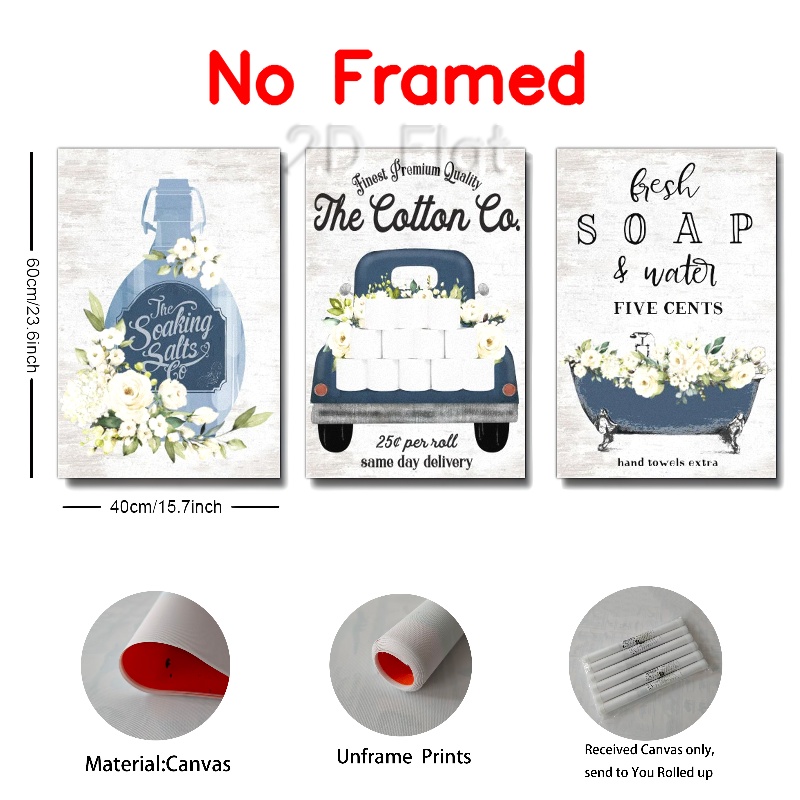 No Framed
2D Flat
60cm/23.6inch
40cm/15.7inch
The
Soaking
Salts
Co
Finest Premium Quality
The Cotton Co.
25¢ per roll
same day delivery
fresh
SOAP
& water
FIVE CENTS
hand towels extra
Material:Canvas
Unframe Prints
Received Canvas only,
send to You Rolled up